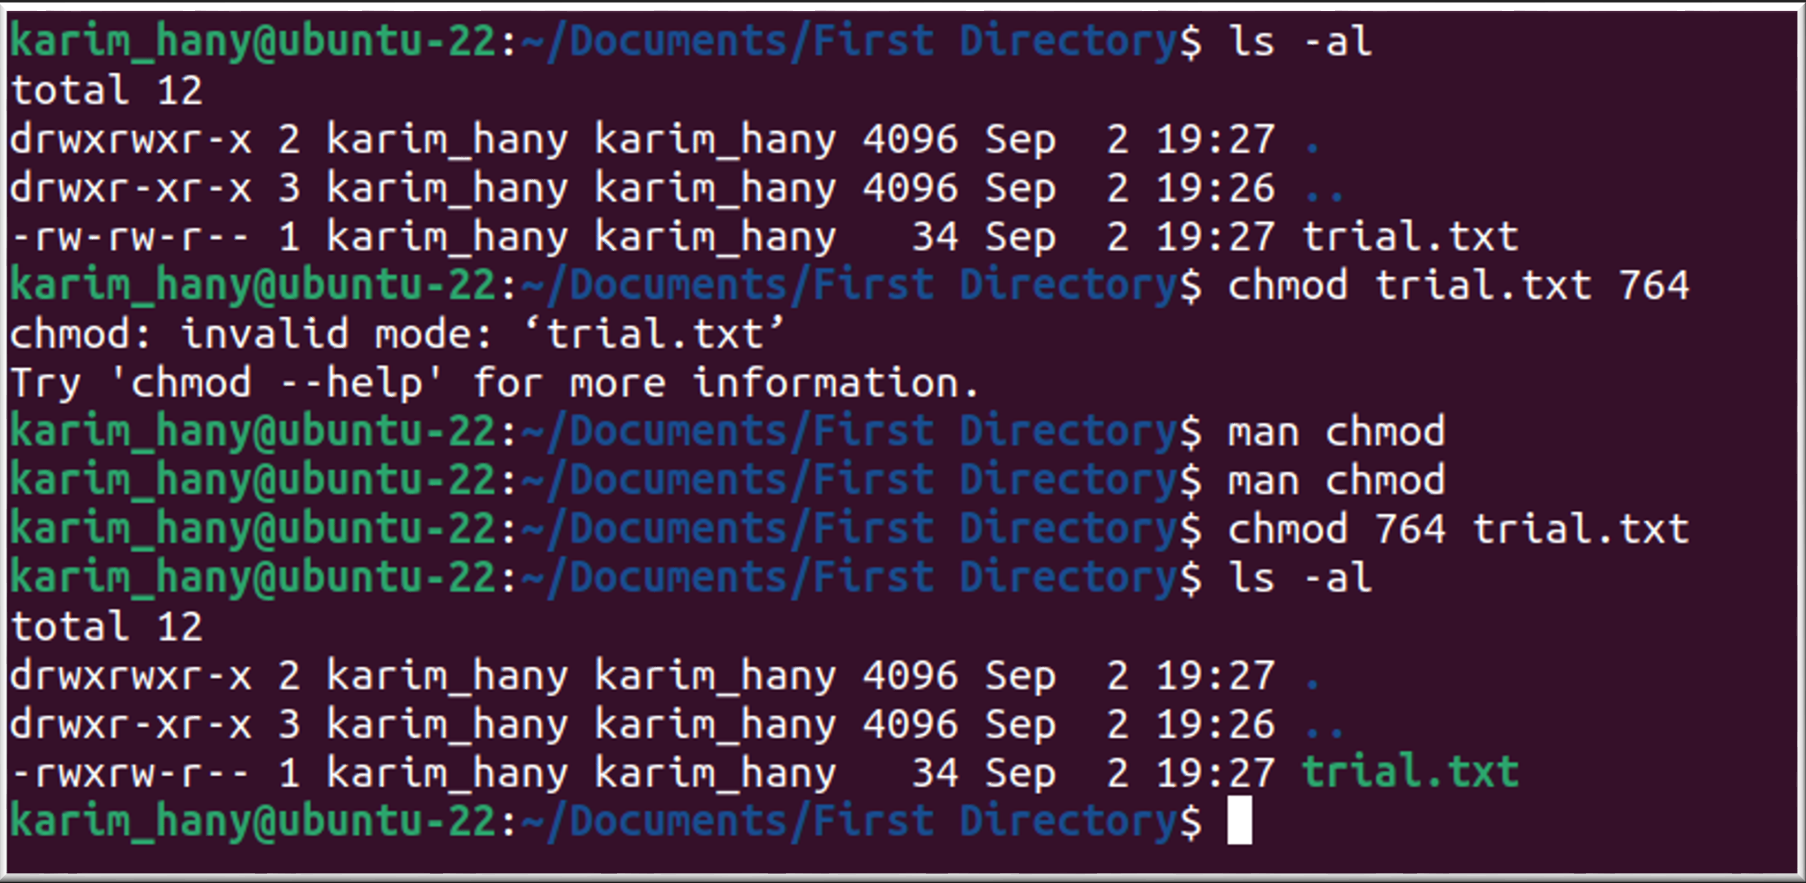 karim_hany@ubuntu-22:~/Documents/First Directory$ ls -al
total 12
drwxrwxr-x 2 karim_hany karim_hany 4096 Sep  2 19:27 .
drwxr-xr-x 3 karim_hany karim_hany 4096 Sep  2 19:26 ..
-rw-rw-r-- 1 karim_hany karim_hany   34 Sep  2 19:27 trial.txt
karim_hany@ubuntu-22:~/Documents/First Directory$ chmod trial.txt 764
chmod: invalid mode: ‘trial.txt’
Try 'chmod --help' for more information.
karim_hany@ubuntu-22:~/Documents/First Directory$ man chmod
karim_hany@ubuntu-22:~/Documents/First Directory$ man chmod
karim_hany@ubuntu-22:~/Documents/First Directory$ chmod 764 trial.txt
karim_hany@ubuntu-22:~/Documents/First Directory$ ls -al
total 12
drwxrwxr-x 2 karim_hany karim_hany 4096 Sep  2 19:27 .
drwxr-xr-x 3 karim_hany karim_hany 4096 Sep  2 19:26 ..
-rwxrw-r-- 1 karim_hany karim_hany   34 Sep  2 19:27 trial.txt
karim_hany@ubuntu-22:~/Documents/First Directory$